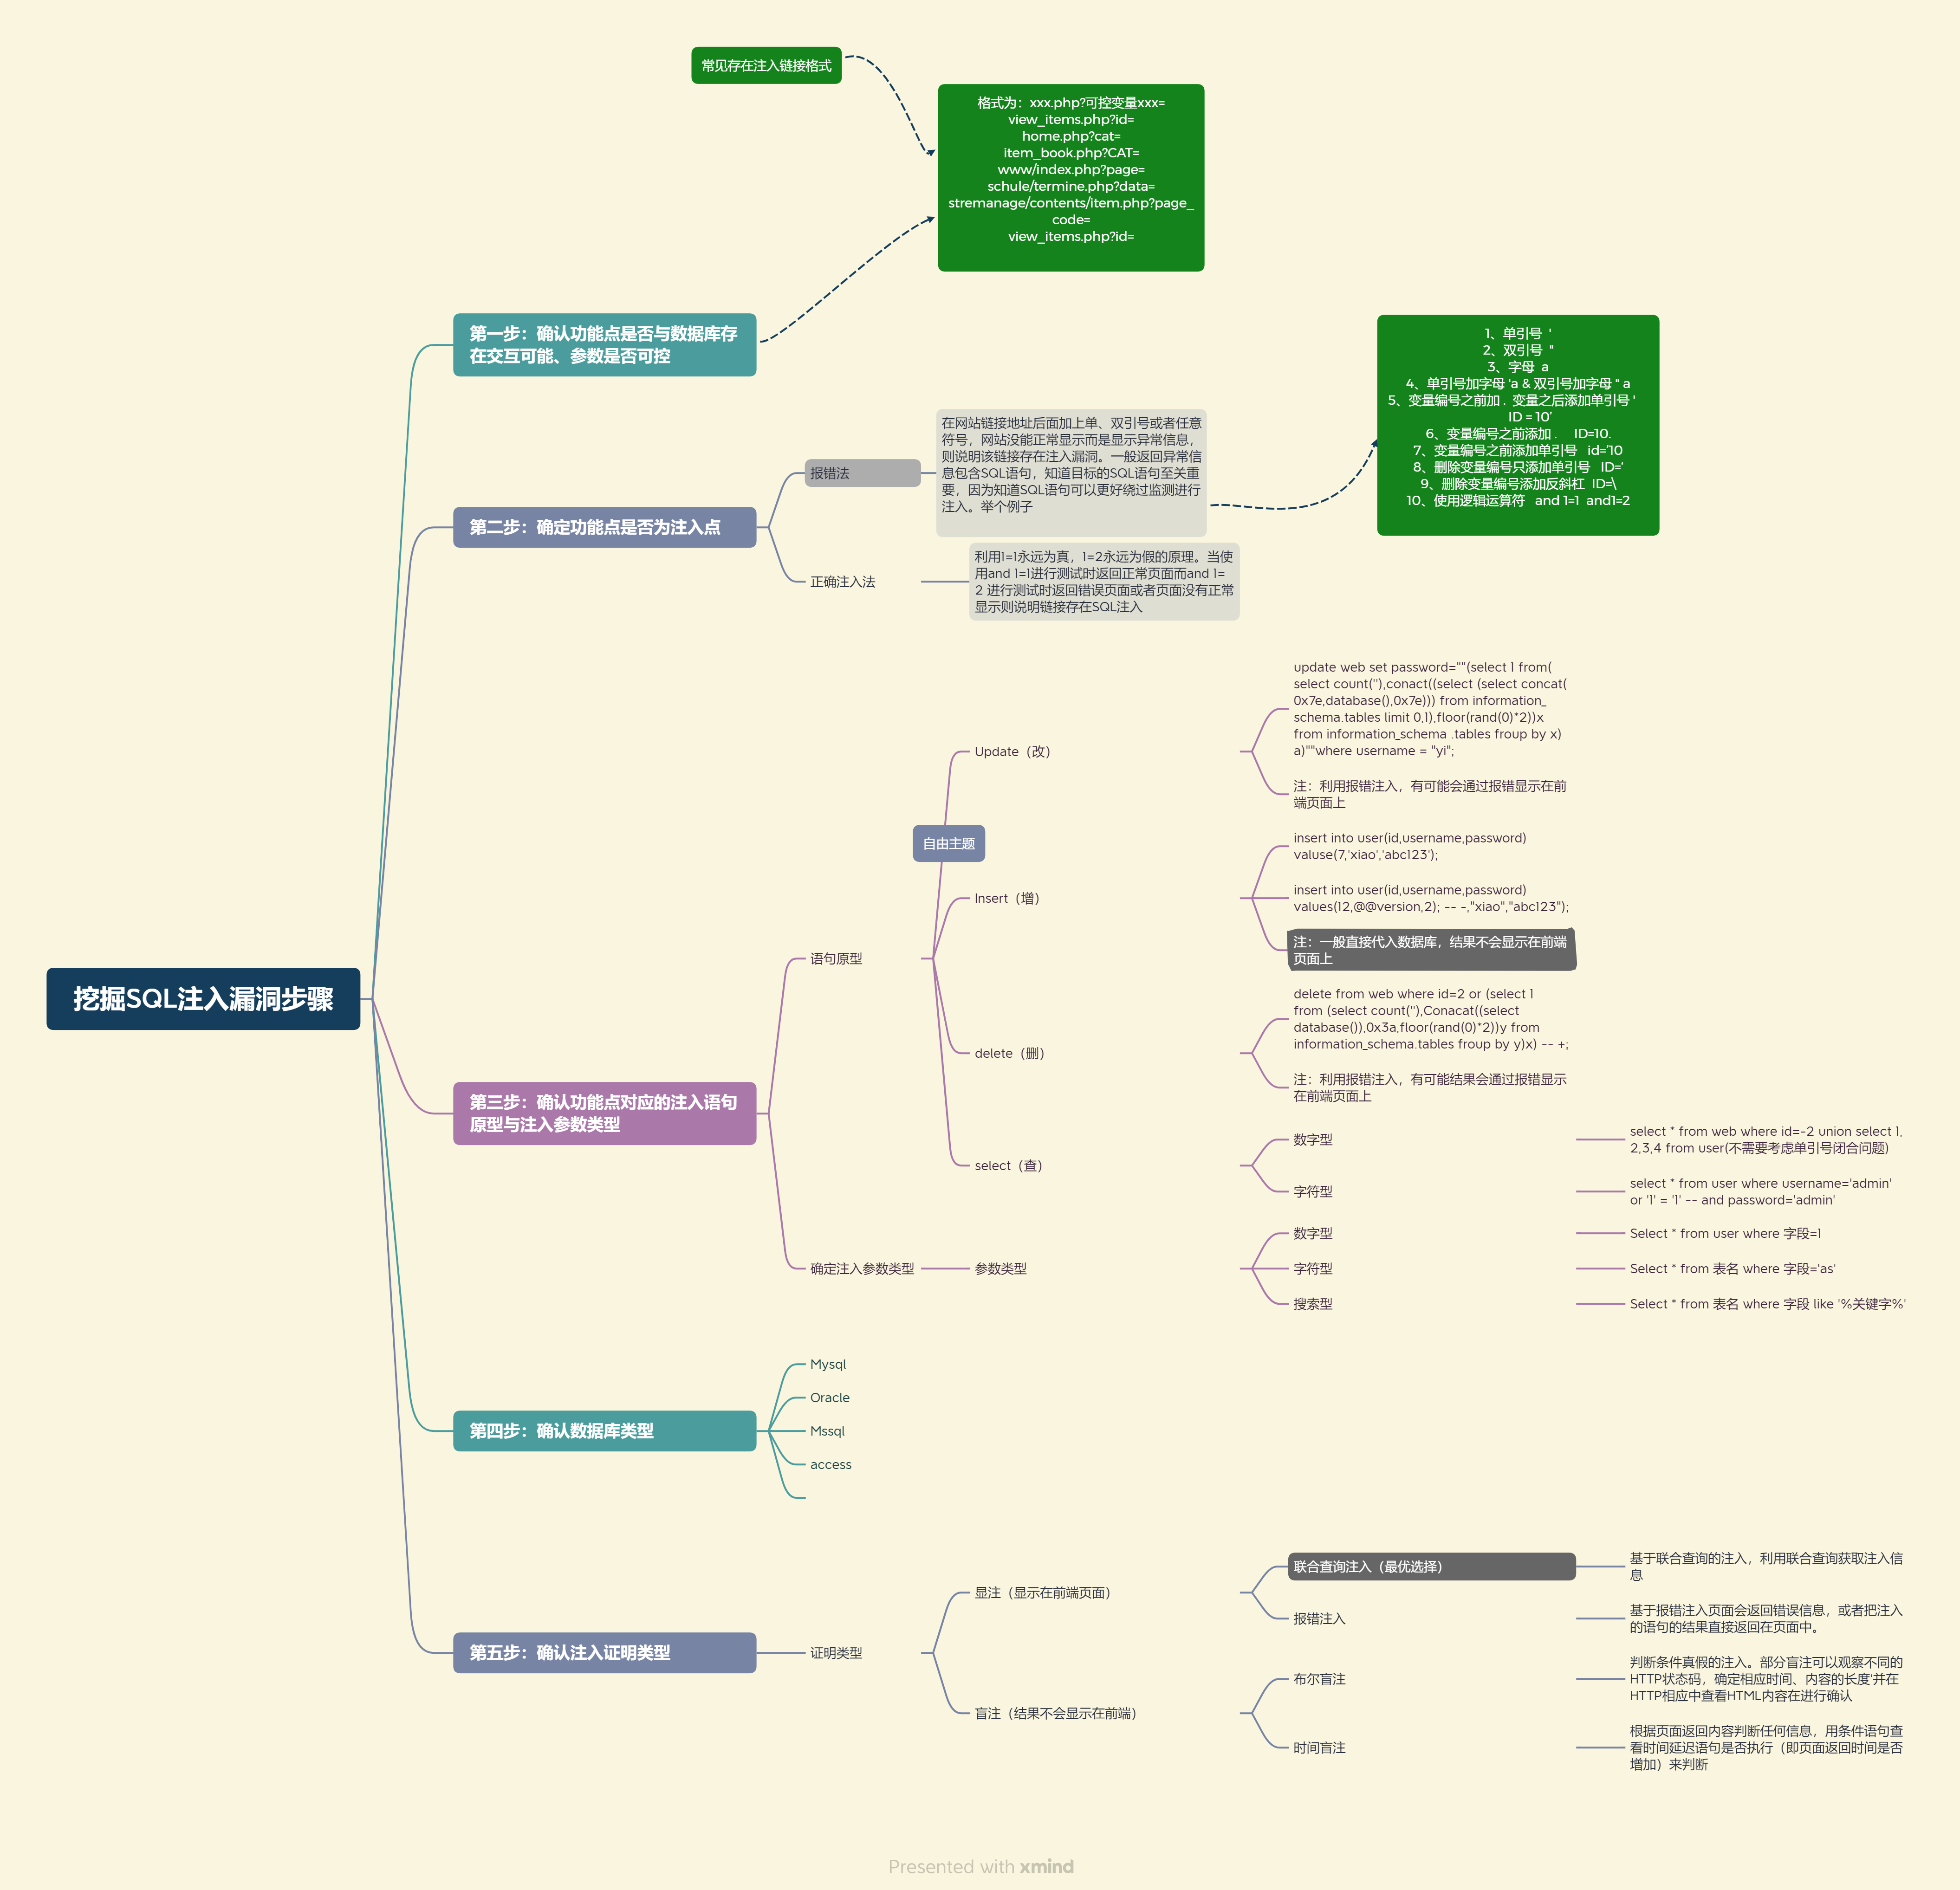 常见存在注入链接格式
格式为：xxx.php?可控变量xxx=
view_items.php?id=
home.php?cat=
item_book.php?CAT=
www/index.php?page=
schule/termine.php?data=
stremanage/contents/item.php?page_
code=
view_items.php?id=
挖掘SQL注入漏洞步骤
第一步：确认功能点是否与数据库存
在交互可能、参数是否可控
第二步：确定功能点是否为注入点
报错法
在网站链接地址后面加上单、双引号或者任意
符号，网站没能正常显示而是显示异常信息，
则说明该链接存在注入漏洞。一般返回异常信
息包含SQL语句，知道目标的SQL语句至关重
要，因为知道SQL语句可以更好绕过监测进行
注入。举个例子
1、单引号  '
2、双引号  "
3、字母  a
4、单引号加字母 'a & 双引号加字母 " a
5、变量编号之前加 .  变量之后添加单引号 '
ID = 10'
6、变量编号之前添加 .    ID=10.
7、变量编号之前添加单引号   id='10
8、删除变量编号只添加单引号   ID='
9、删除变量编号添加反斜杠  ID=\
10、使用逻辑运算符   and 1=1  and1=2
正确注入法
利用1=1永远为真，1=2永远为假的原理。当使
用and 1=1进行测试时返回正常页面而and 1=
2 进行测试时返回错误页面或者页面没有正常
显示则说明链接存在SQL注入
第三步：确认功能点对应的注入语句
原型与注入参数类型
语句原型
自由主题
Update（改）
update web set password=""(select 1 from(
select count(''),conact((select (select concat(
0x7e,database(),0x7e))) from information_
schema.tables limit 0,1),floor(rand(0)*2))x
from information_schema .tables froup by x)
a)""where username = "yi";
注：利用报错注入，有可能会通过报错显示在前
端页面上
Insert（增）
insert into user(id,username,password)
valuse(7,'xiao','abc123');
insert into user(id,username,password)
values(12,@@version,2); -- -,"xiao","abc123");
注：一般直接代入数据库，结果不会显示在前端
页面上
delete（删）
delete from web where id=2 or (select 1
from (select count(''),Conacat((select
database()),0x3a,floor(rand(0)*2))y from
information_schema.tables froup by y)x) -- +;
注：利用报错注入，有可能结果会通过报错显示
在前端页面上
select（查）
数字型
select * from web where id=-2 union select 1,
2,3,4 from user(不需要考虑单引号闭合问题)
字符型
select * from user where username='admin'
or '1' = '1' -- and password='admin'
确定注入参数类型
参数类型
数字型
Select * from user where 字段=1
字符型
Select * from 表名 where 字段='as'
搜索型
Select * from 表名 where 字段 like '%关键字%'
第四步：确认数据库类型
Mysql
Oracle
Mssql
access
第五步：确认注入证明类型
证明类型
显注（显示在前端页面）
联合查询注入（最优选择）
基于联合查询的注入，利用联合查询获取注入信
息
报错注入
基于报错注入页面会返回错误信息，或者把注入
的语句的结果直接返回在页面中。
盲注（结果不会显示在前端）
布尔盲注
判断条件真假的注入。部分盲注可以观察不同的
HTTP状态码，确定相应时间、内容的长度'并在
HTTP相应中查看HTML内容在进行确认
时间盲注
根据页面返回内容判断任何信息，用条件语句查
看时间延迟语句是否执行（即页面返回时间是否
增加）来判断
Presented with xmind